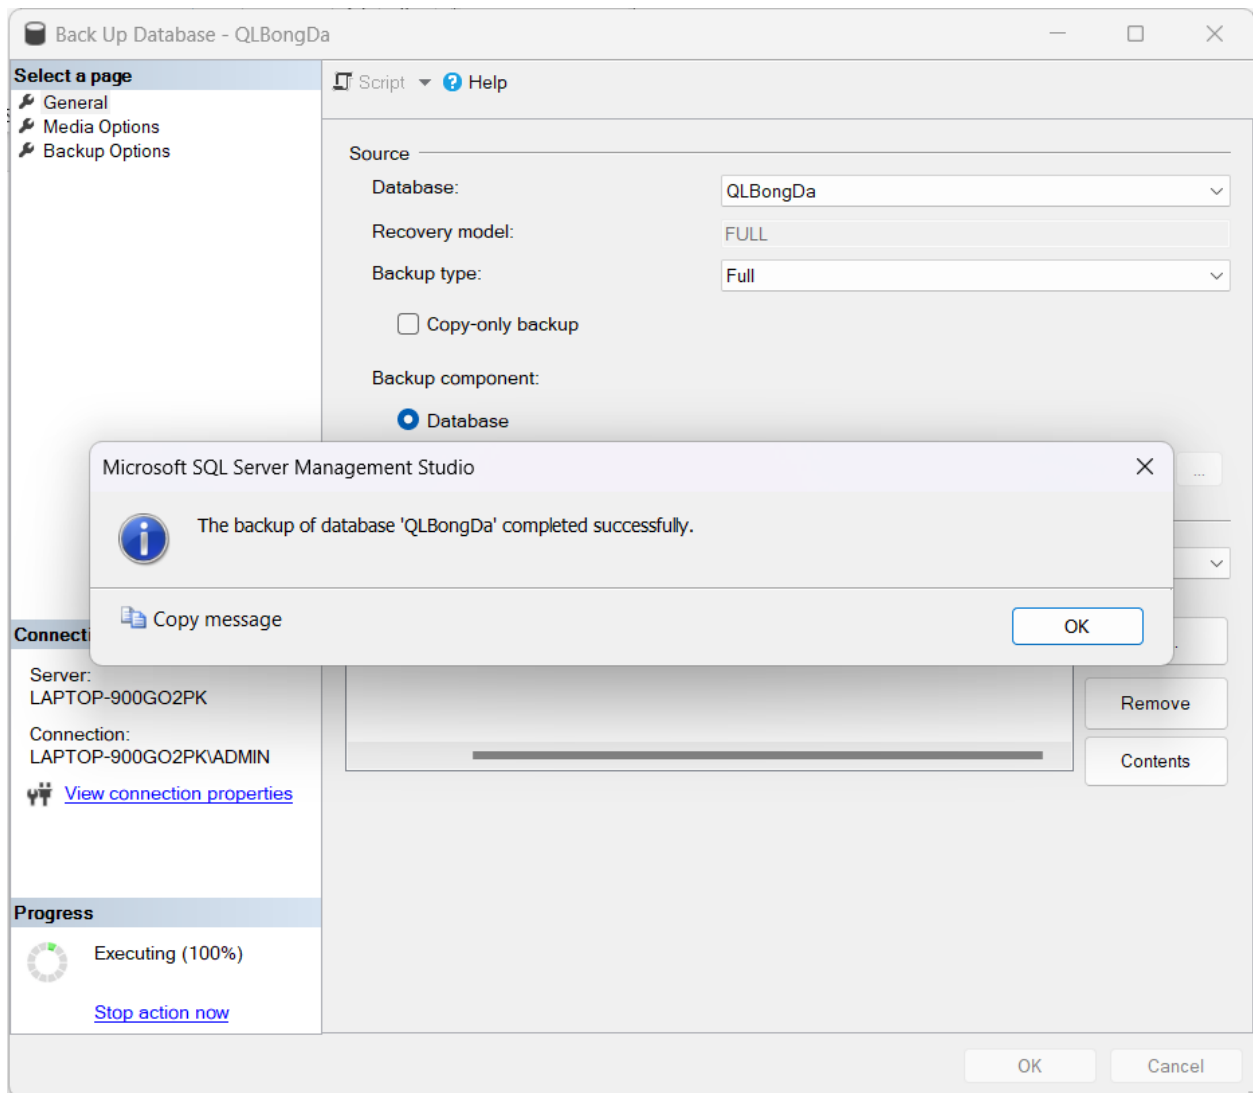 Back Up Database - QLBongDa
Select a page
General
Media Options
Backup Options
Script
Help
Source
Database:
QLBongDa
Recovery model:
FULL
Backup type:
Full
Copy-only backup
Backup component:
Database
...
Microsoft SQL Server Management Studio
The backup of database 'QLBongDa' completed successfully.
Copy message
OK
Connecti
Server:
LAPTOP-900GO2PK
Connection:
LAPTOP-900GO2PK\ADMIN
View connection properties
Remove
Contents
Progress
Executing (100%)
Stop action now
OK
Cancel